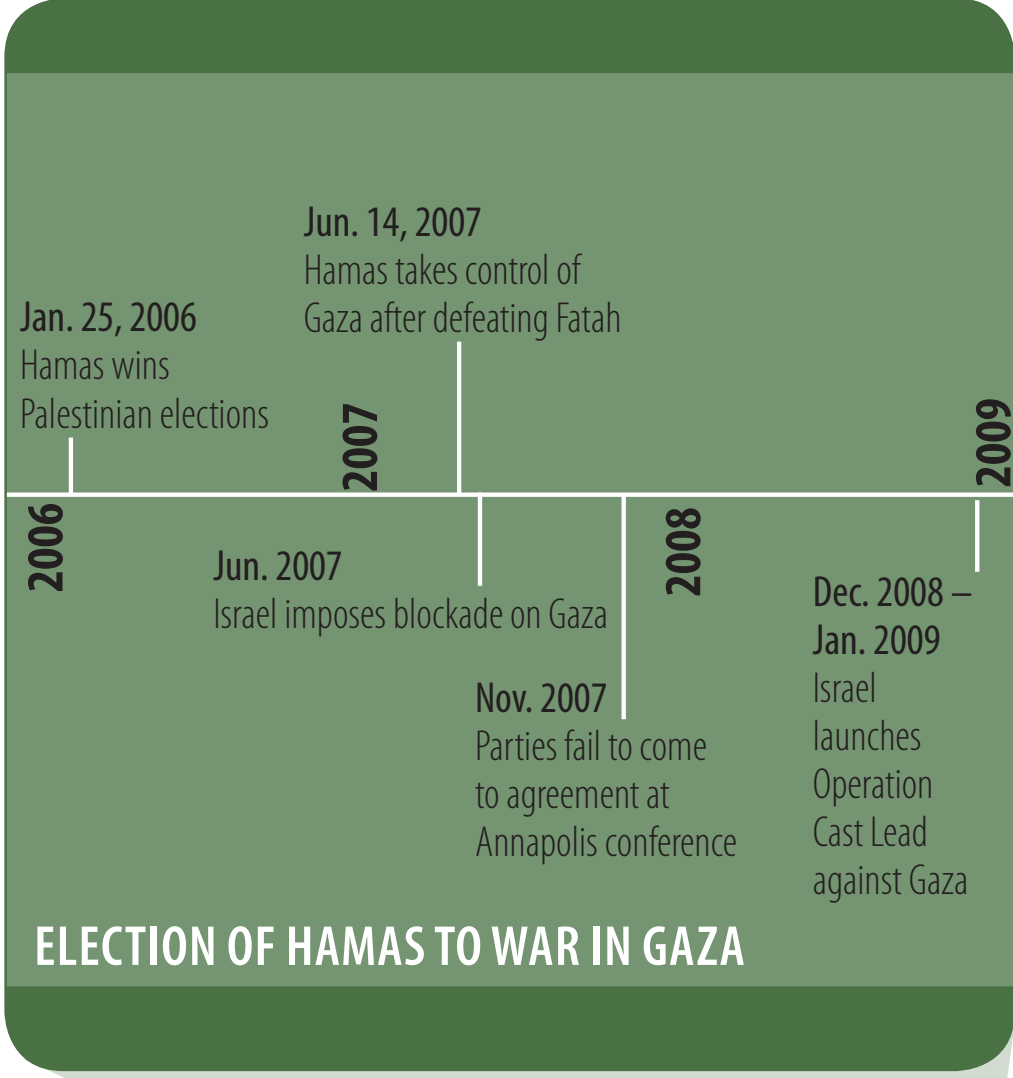 Jun. 14, 2007
Hamas takes control of
Gaza after defeating Fatah
Jan. 25, 2006
Hamas wins
Palestinian elections
2007
2009
2006
2008
Jun. 2007
Israel imposes blockade on Gaza
Nov. 2007
Parties fail to come
to agreement at
Annapolis conference
Dec. 2008 –
Jan. 2009
Israel
launches
Operation
Cast Lead
against Gaza
ELECTION OF HAMAS TO WAR IN GAZA